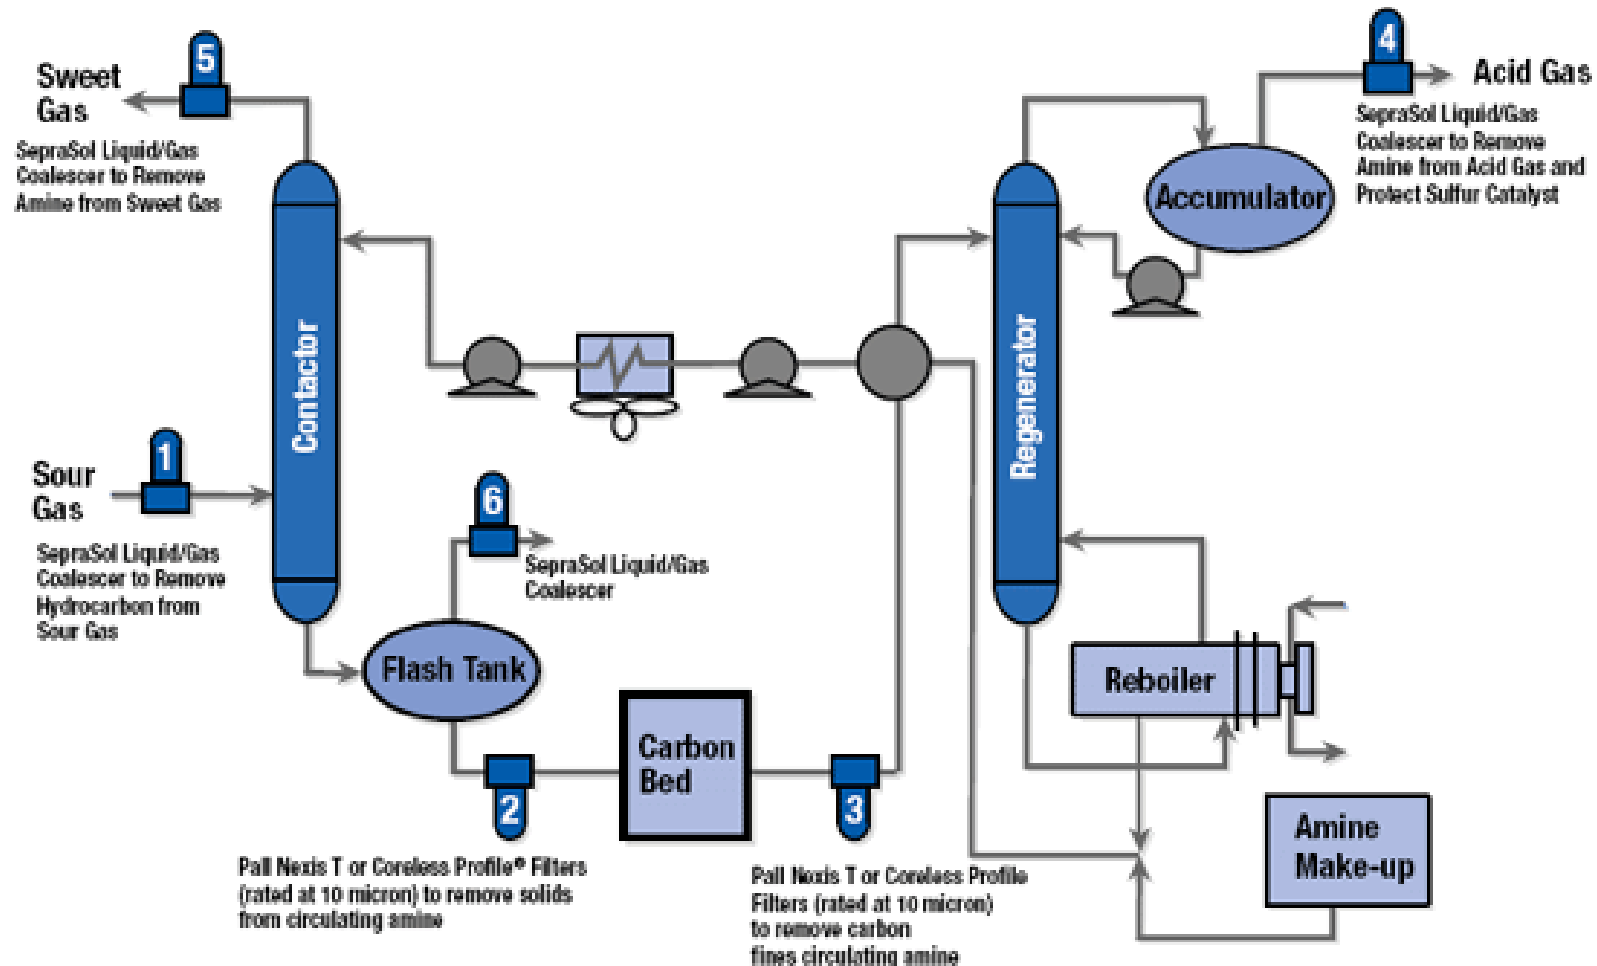 5
Sweet
Gas
SepraSol Liquid/Gas
Coalescer to Remove
Amine from Sweet Gas
4
Acid Gas
SepraSol Liquid/Gas
Coalescer to Remove
Amine from Acid Gas and
Protect Sulfur Catalyst
Accumulator
Contactor
Regenerator
1
Sour
Gas
SepraSol Liquid/Gas
Coalescer to Remove
Hydrocarbon from
Sour Gas
6
SepraSol Liquid/Gas
Coalescer
Flash Tank
Reboiler
Carbon
Bed
2
3
Pall Nexis T or Coreless Profile® Filters
(rated at 10 micron) to remove solids
from circulating amine
Pall Nexis T or Coreless Profile
Filters (rated at 10 micron)
to remove carbon
fines circulating amine
Amine
Make-up